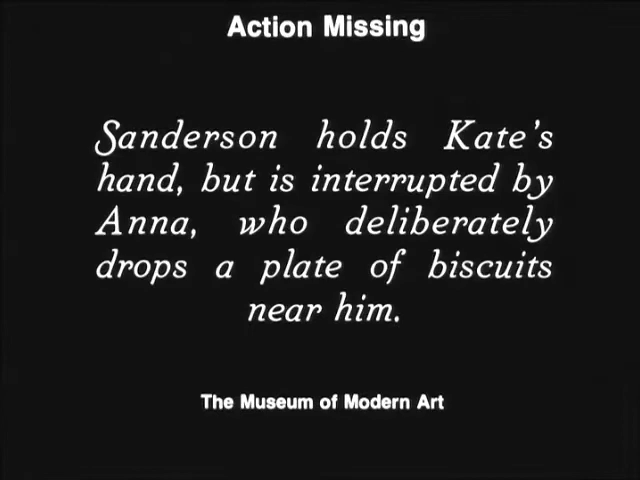 Action Missing
Sanderson holds Kate's
hand, but is interrupted by
Anna, who deliberately
drops a plate of biscuits
near him.
The Museum of Modern Art